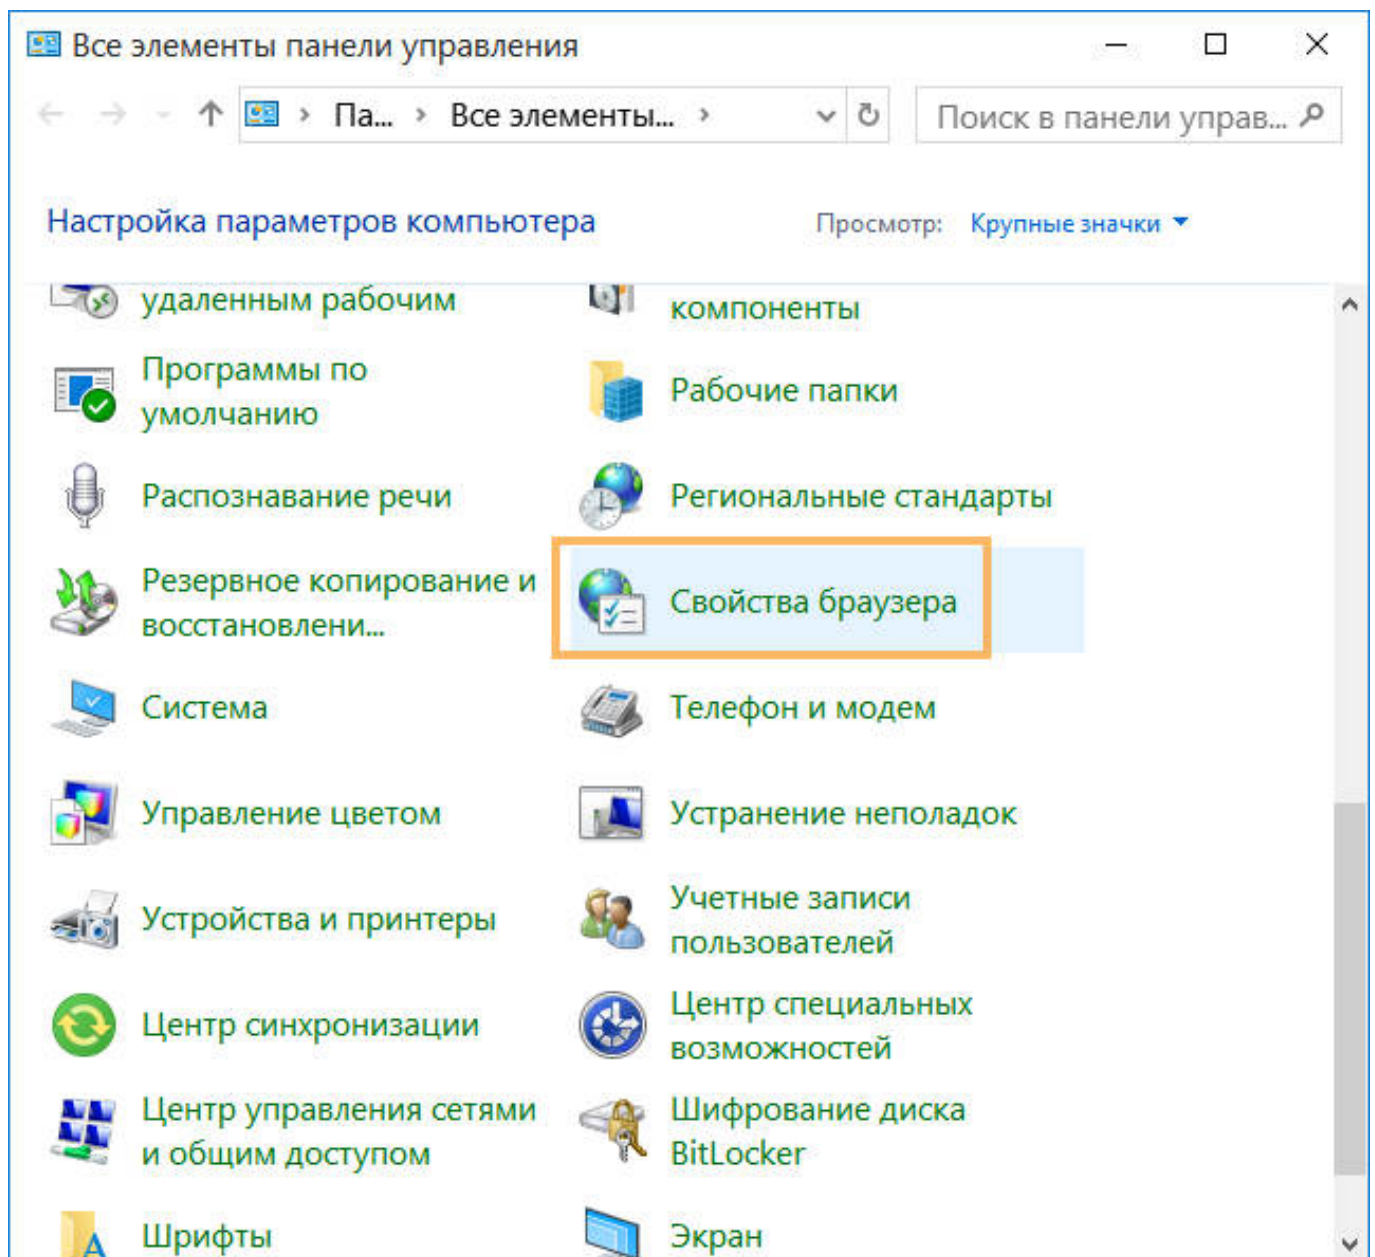 Все элементы панели управления
Па... Все элементы... Поиск в панели управ...
Настройка параметров компьютера Просмотр: Крупные значки
удаленным рабочим
компоненты
Программы по
умолчанию
Рабочие папки
Распознавание речи
Региональные стандарты
Резервное копирование и
восстановлени...
Свойства браузера
Система
Телефон и модем
Управление цветом
Устранение неполадок
Устройства и принтеры
Учетные записи
пользователей
Центр синхронизации
Центр специальных
возможностей
Центр управления сетями
и общим доступом
Шифрование диска
BitLocker
Шрифты
Экран